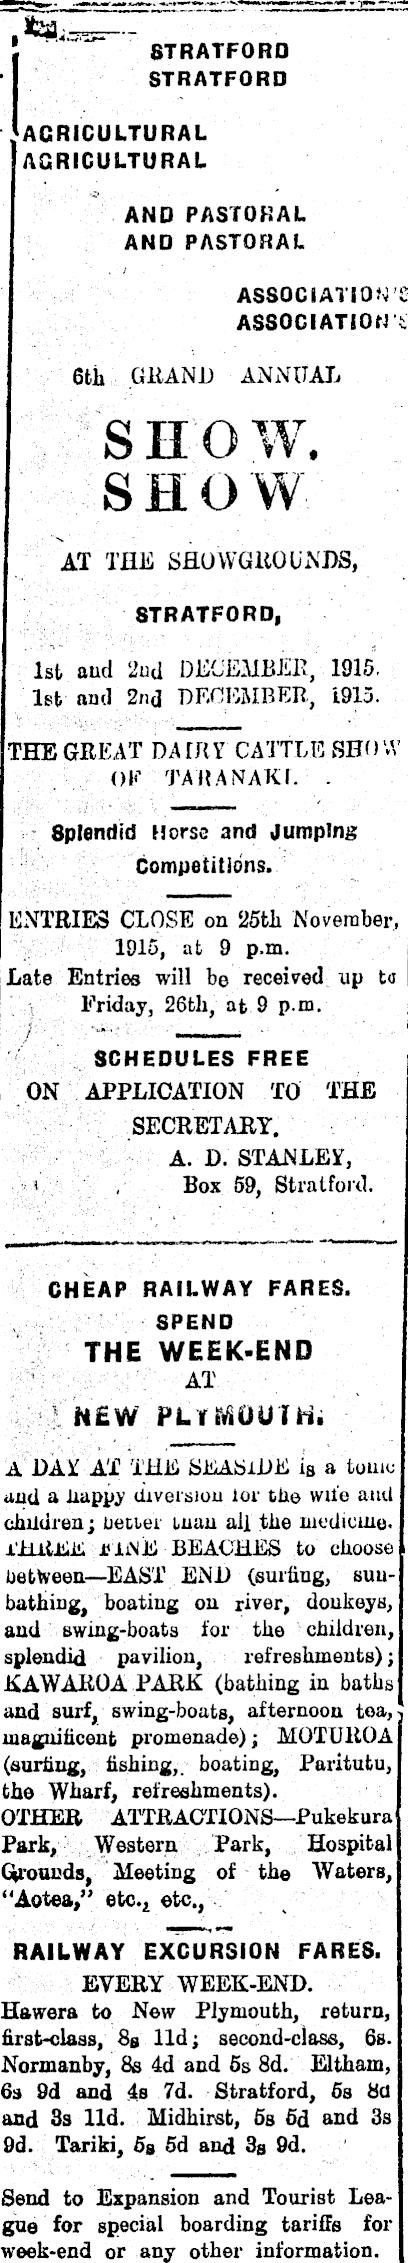 STRATFORD
STRATFORD
AGRICULTURAL
AGRICULTURAL
AND PASTORAL
AND PASTORAL
ASSOCIATION'S
ASSOCIATION'S
6th GRAND ANNUAL
SHOW.
SHOW
AT THE SHOWGROUNDS,
STRATFORD,
1st and 2nd DECEMBER, 1915.
1st and 2nd DECEMBER, 1915.
THE GREAT DAIRY CATTLE SHOW
OF TARANAKI.
Splendid Horse and Jumping
Competitions.
ENTRIES CLOSE on 25th November,
1915, at 9 p.m.
Late Entries will be received up to
Friday, 26th, at 9 p.m.
SCHEDULES FREE
ON APPLICATION TO THE
SECRETARY.
A. D. STANLEY,
Box 59, Stratford.
CHEAP RAILWAY FARES.
SPEND
THE WEEK-END
AT
NEW PLYMOUTH.
A DAY AT THE SEASIDE is a tonic
and a happy diversion for the wife and
children; better than all the medicine.
THREE FINE BEACHES to choose
between—EAST END (surfing, sun-
bathing, boating on river, donkeys,
and swing-boats for the children,
splendid pavilion, refreshments);
KAWAROA PARK (bathing in baths
and surf, swing-boats, afternoon tea,
magnificent promenade); MOTUROA
(surfing, fishing, boating, Paritutu,
the Wharf, refreshments).
OTHER ATTRACTIONS—Pukekura
Park, Western Park, Hospital
Grounds, Meeting of the Waters,
"Aotea," etc., etc.,
RAILWAY EXCURSION FARES.
EVERY WEEK-END.
Hawera to New Plymouth, return,
first-class, 8s 11d; second-class, 6s.
Normanby, 8s 4d and 5s 8d. Eltham,
6s 9d and 4s 7d. Stratford, 5s 8d
and 3s 11d. Midhirst, 5s 5d and 3s
9d. Tariki, 5s 5d and 3s 9d.
Send to Expansion and Tourist Lea-
gue for special boarding tariffs for
week-end or any other information.